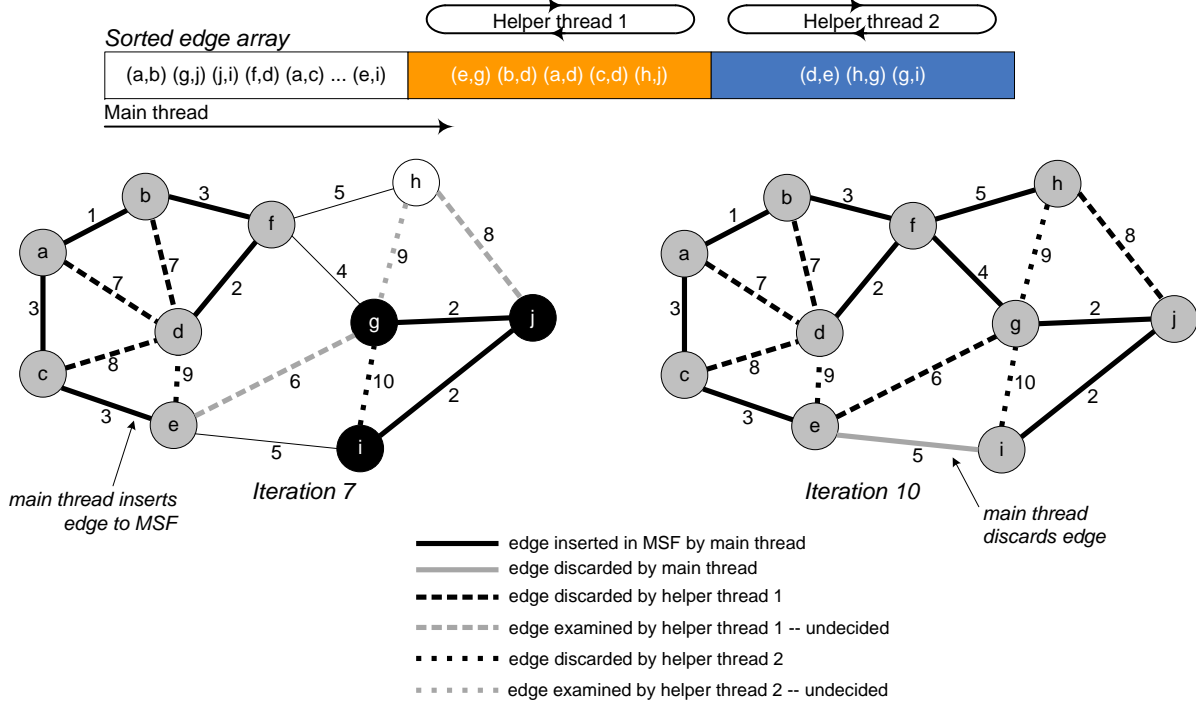 Helper thread 1
Helper thread 2
Sorted edge array
(a,b) (g,j) (j,i) (f,d) (a,c) ... (e,i)
(e,g) (b,d) (a,d) (c,d) (h,j)
(d,e) (h,g) (g,i)
Main thread
b
3
5
h
1
f
8
a
7
7
9
4
2
3
d
g
2
j
8
c
9
6
10
2
3
e
5
i
main thread inserts
edge to MSF
Iteration 7
b
3
5
h
1
f
8
a
7
7
9
4
2
3
d
g
2
j
8
c
9
6
10
2
3
e
5
i
Iteration 10
main thread
discards edge
edge inserted in MSF by main thread
edge discarded by main thread
edge discarded by helper thread 1
edge examined by helper thread 1 -- undecided
edge discarded by helper thread 2
edge examined by helper thread 2 -- undecided